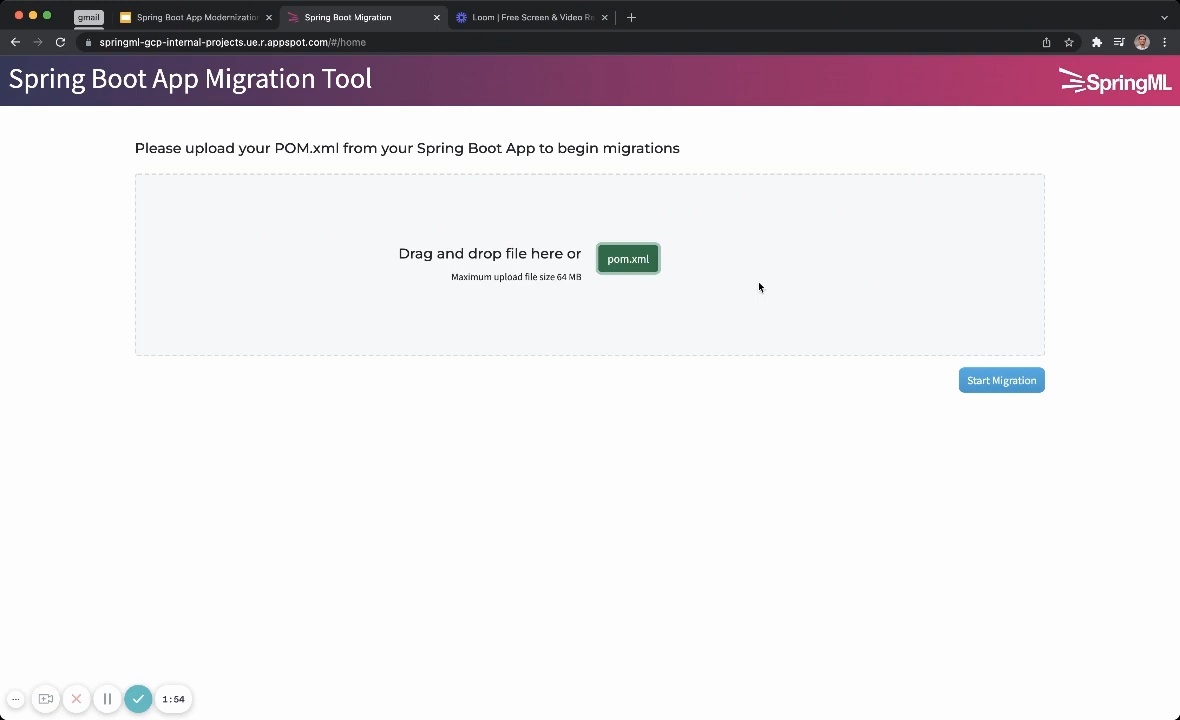 gmail
Spring Boot App Modernization
Spring Boot Migration
Loom | Free Screen & Video Re
springml-gcp-internal-projects.ue.r.appspot.com/#/home
Spring Boot App Migration Tool
SpringML
Please upload your POM.xml from your Spring Boot App to begin migrations
Drag and drop file here or
pom.xml
Maximum upload file size 64 MB
Start Migration
1:54